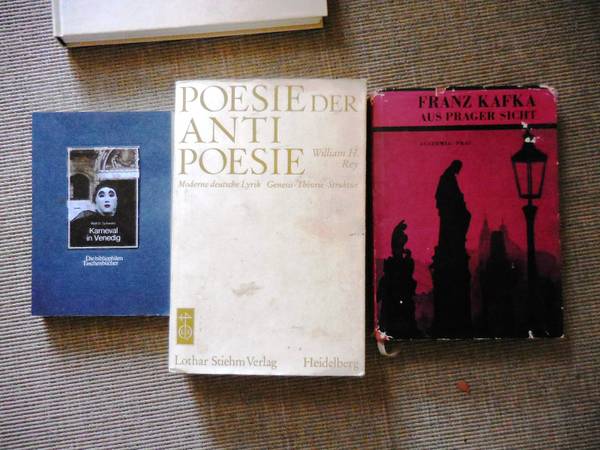 Karneval
in Venedig
Die bibliophilen
Taschenbücher
POESIE DER
ANTI
POESIE
William H.
Rey
Moderne deutsche Lyrik Genesis · Theorie · Struktur
Lothar Stiehm Verlag Heidelberg
FRANZ KAFKA
AUS PRAGER SICHT